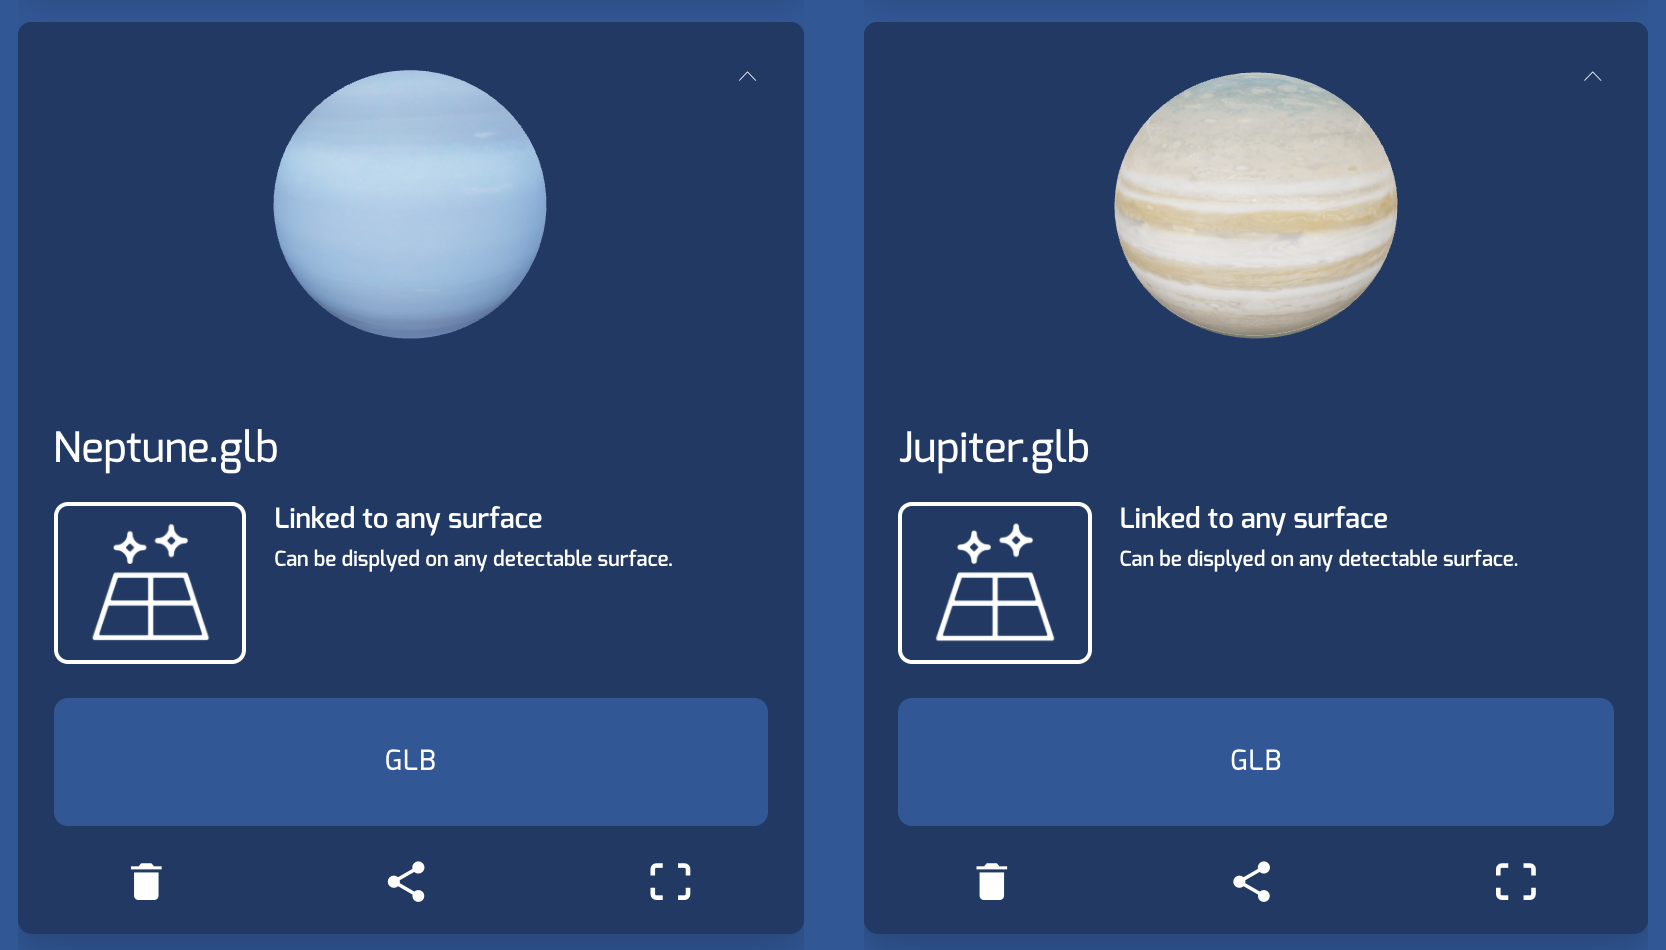 Neptune.glb
Linked to any surface
Can be displyed on any detectable surface.
GLB
Jupiter.glb
Linked to any surface
Can be displyed on any detectable surface.
GLB